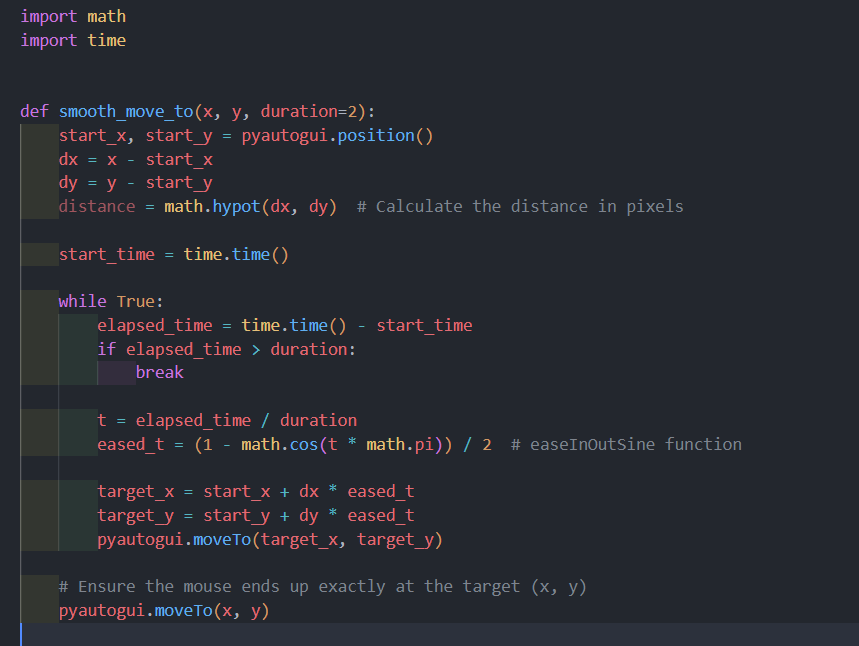 import math
import time
def smooth_move_to(x, y, duration=2):
    start_x, start_y = pyautogui.position()
    dx = x - start_x
    dy = y - start_y
    distance = math.hypot(dx, dy)  # Calculate the distance in pixels
    start_time = time.time()
    while True:
        elapsed_time = time.time() - start_time
        if elapsed_time > duration:
            break
        t = elapsed_time / duration
        eased_t = (1 - math.cos(t * math.pi)) / 2  # easeInOutSine function
        target_x = start_x + dx * eased_t
        target_y = start_y + dy * eased_t
        pyautogui.moveTo(target_x, target_y)
    # Ensure the mouse ends up exactly at the target (x, y)
    pyautogui.moveTo(x, y)